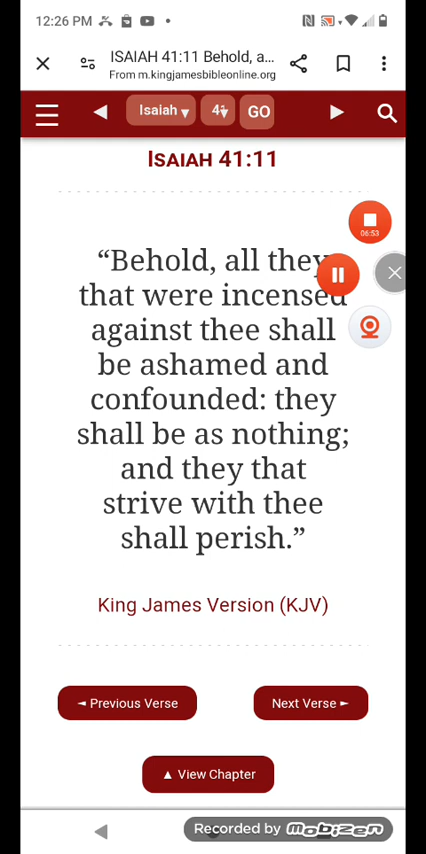 12:26 PM
ISAIAH 41:11 Behold, a...
From m.kingjamesbibleonline.org
Isaiah
GO
ISAIAH 41:11
06:53
“Behold, all they
that were incensed
against thee shall
be ashamed and
confounded: they
shall be as nothing;
and they that
strive with thee
shall perish.”
King James Version (KJV)
◄ Previous Verse
Next Verse ►
▲ View Chapter
Recorded by mobizen